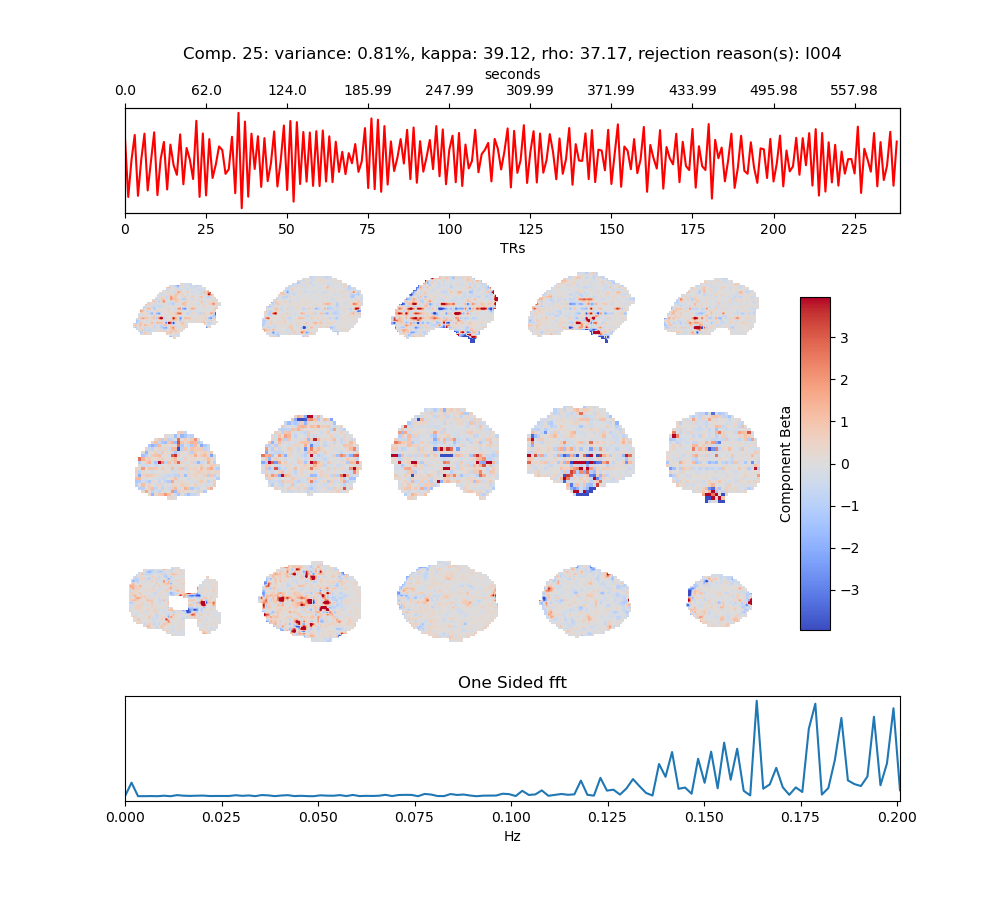 Comp. 25: variance: 0.81%, kappa: 39.12, rho: 37.17, rejection reason(s): I004
seconds
0.0 62.0 124.0 185.99 247.99 309.99 371.99 433.99 495.98 557.98
0 25 50 75 100 125 150 175 200 225
TRs
3
2
1
0
−1
−2
−3
Component Beta
One Sided fft
0.000 0.025 0.050 0.075 0.100 0.125 0.150 0.175 0.200
Hz